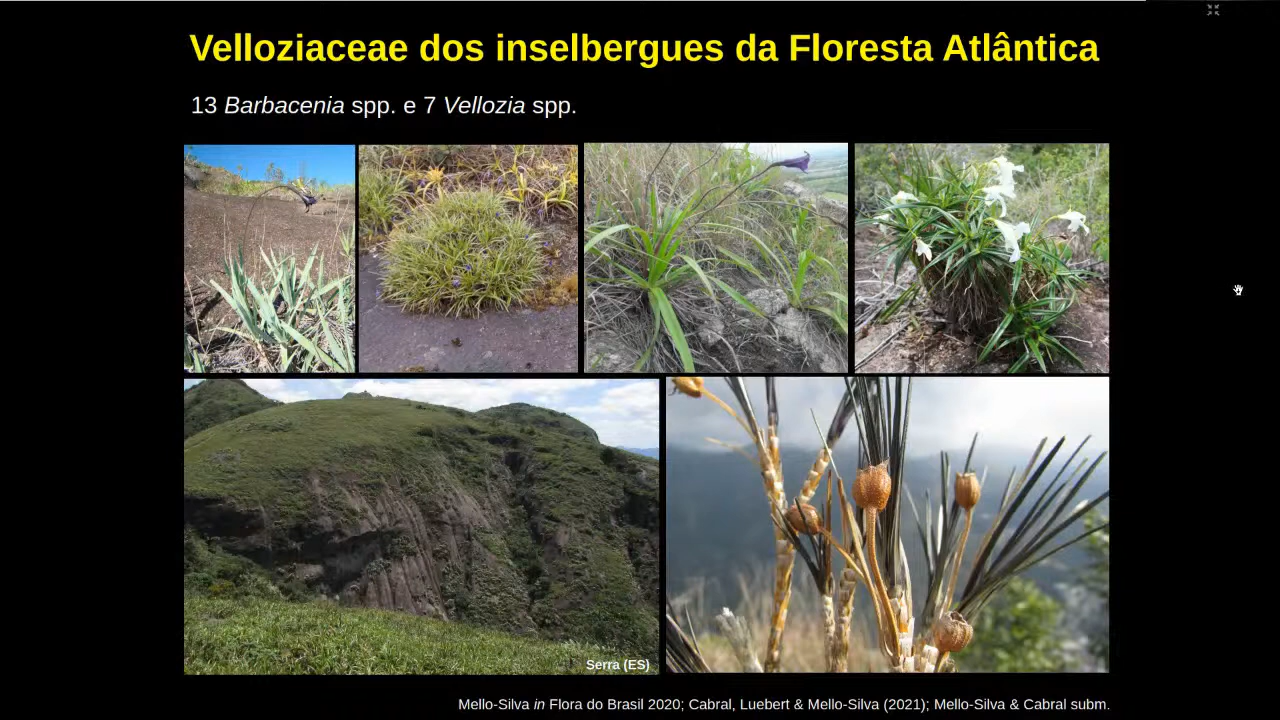 Velloziaceae dos inselbergues da Floresta Atlântica
13 Barbacenia spp. e 7 Vellozia spp.
Serra (ES)
Mello-Silva in Flora do Brasil 2020; Cabral, Luebert & Mello-Silva (2021); Mello-Silva & Cabral subm.